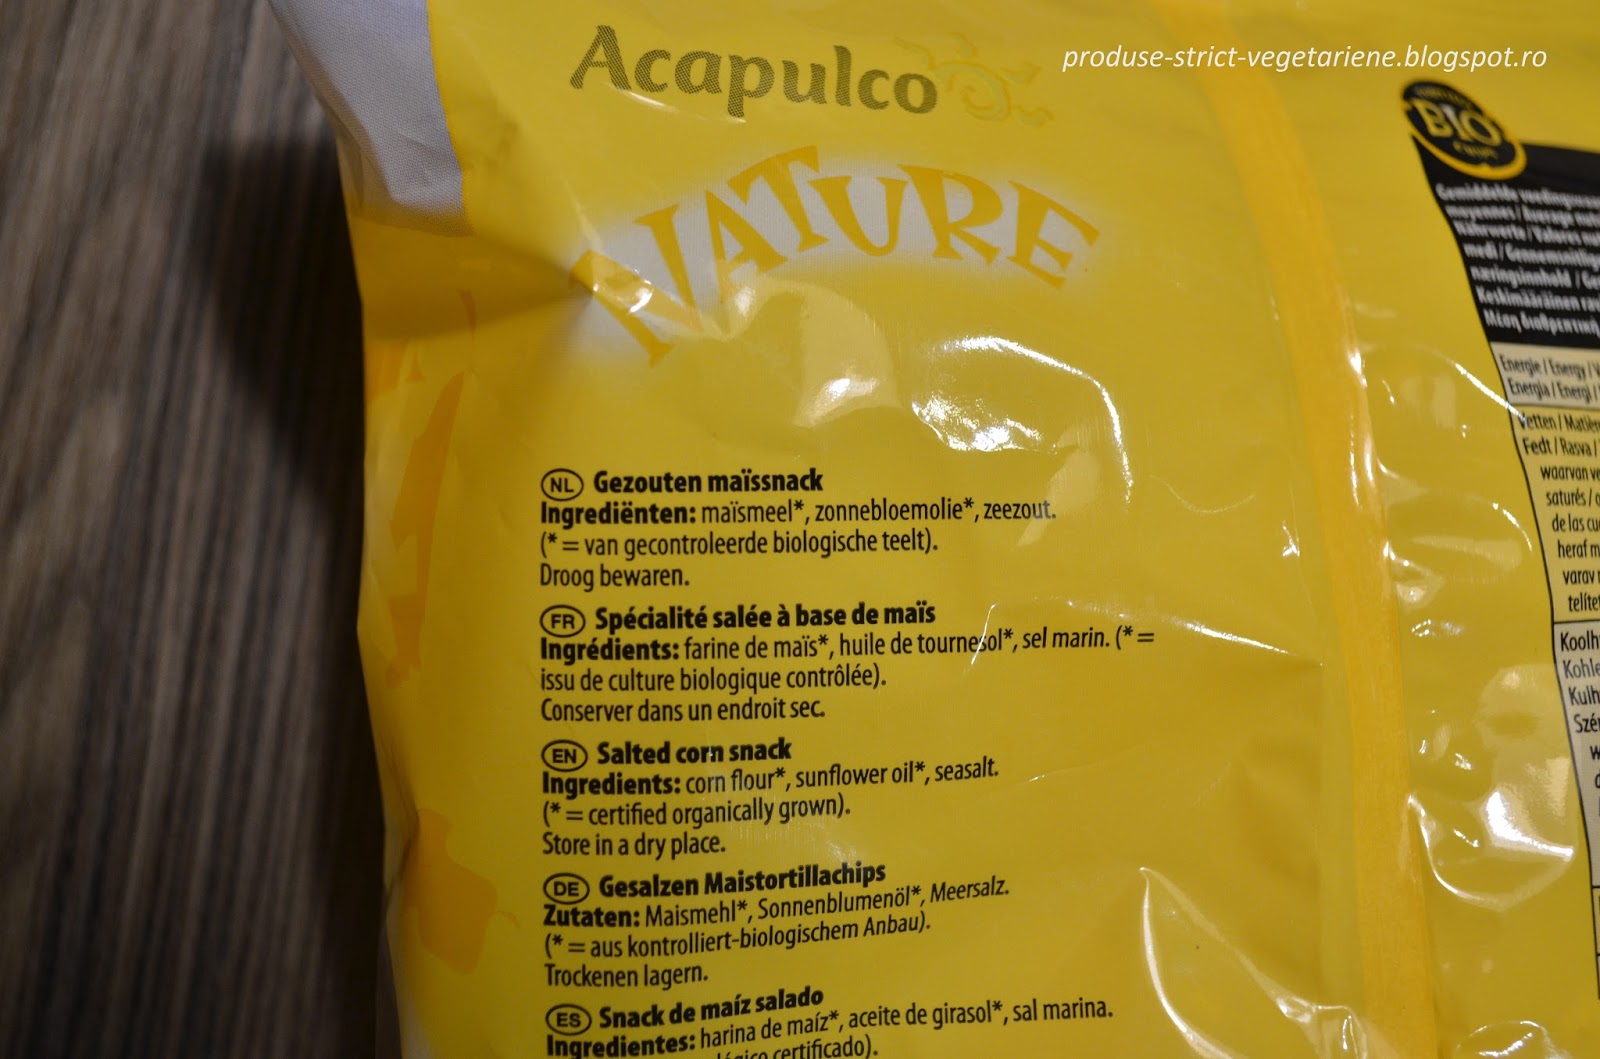 Acapulco
produse-strict-vegetariene.blogspot.ro
BIO
NATURE
NL Gezouten maïssnack
Ingrediënten: maïsmeel*, zonnebloemolie*, zeezout.
(* = van gecontroleerde biologische teelt).
Droog bewaren.
FR Spécialité salée à base de maïs
Ingrédients: farine de maïs*, huile de tournesol*, sel marin. (* =
issu de culture biologique contrôlée).
Conserver dans un endroit sec.
EN Salted corn snack
Ingredients: corn flour*, sunflower oil*, seasalt.
(* = certified organically grown).
Store in a dry place.
DE Gesalzen Maistortillachips
Zutaten: Maismehl*, Sonnenblumenöl*, Meersalz.
(* = aus kontrolliert-biologischem Anbau).
Trockenen lagern.
ES Snack de maíz salado
Ingredientes: harina de maíz*, aceite de girasol*, sal marina.
certificado).
Energie / Energy /
Energia / Energi /
Vetten / Matière
Fedt / Rasva /
waarvan ve
saturés /
de las cu
heraf m
varav
telíte
Koolh
Kohle
Kulh
Szé